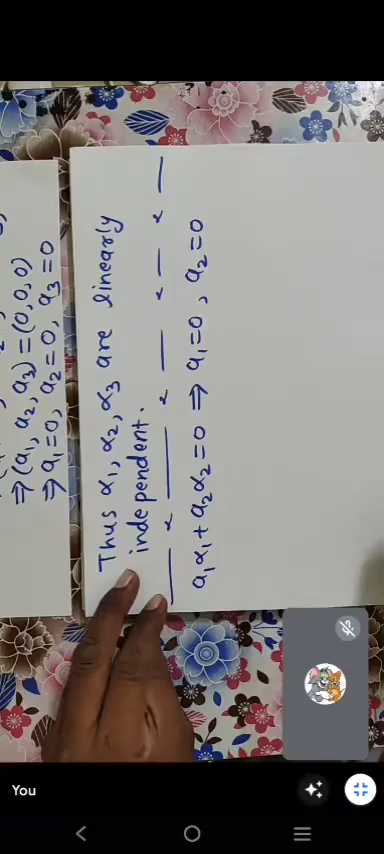 ⇒(a₁, a₂, a₃) = (0, 0, 0)
⇒a₁=0, a₂=0, a₃=0
Thus α₁, α₂, α₃ are linearly
independent.
a₁α₁ + a₂α₂ = 0 ⇒ a₁=0, a₂=0
You